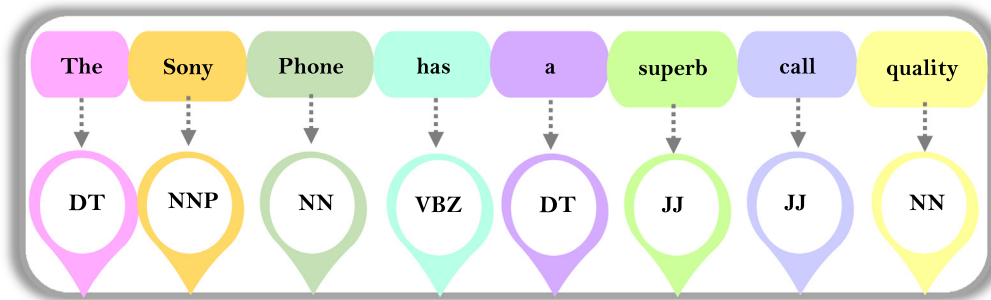 The Sony Phone has a superb call quality
DT NNP NN VBZ DT JJ JJ NN